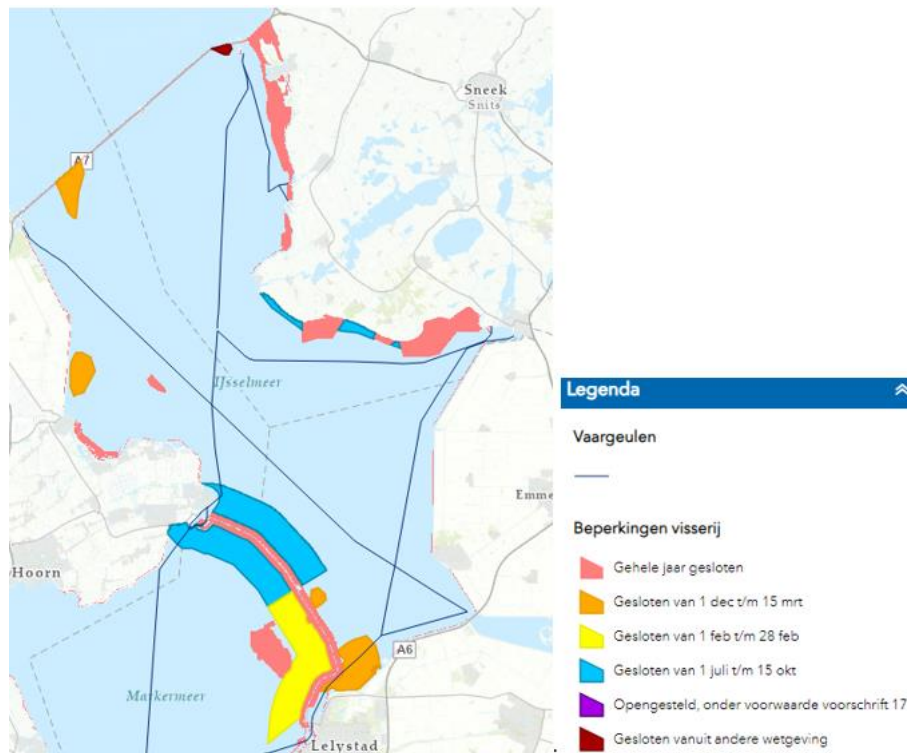 Sneek
Snits
A7
IJsselmeer
Emme
Hoorn
A6
Markermeer
Lelystad
Legenda
Vaargeulen
Beperkingen visserij
Gehele jaar gesloten
Gesloten van 1 dec t/m 15 mrt
Gesloten van 1 feb t/m 28 feb
Gesloten van 1 juli t/m 15 okt
Opengesteld, onder voorwaarde voorschrift 17
Gesloten vanuit andere wetgeving